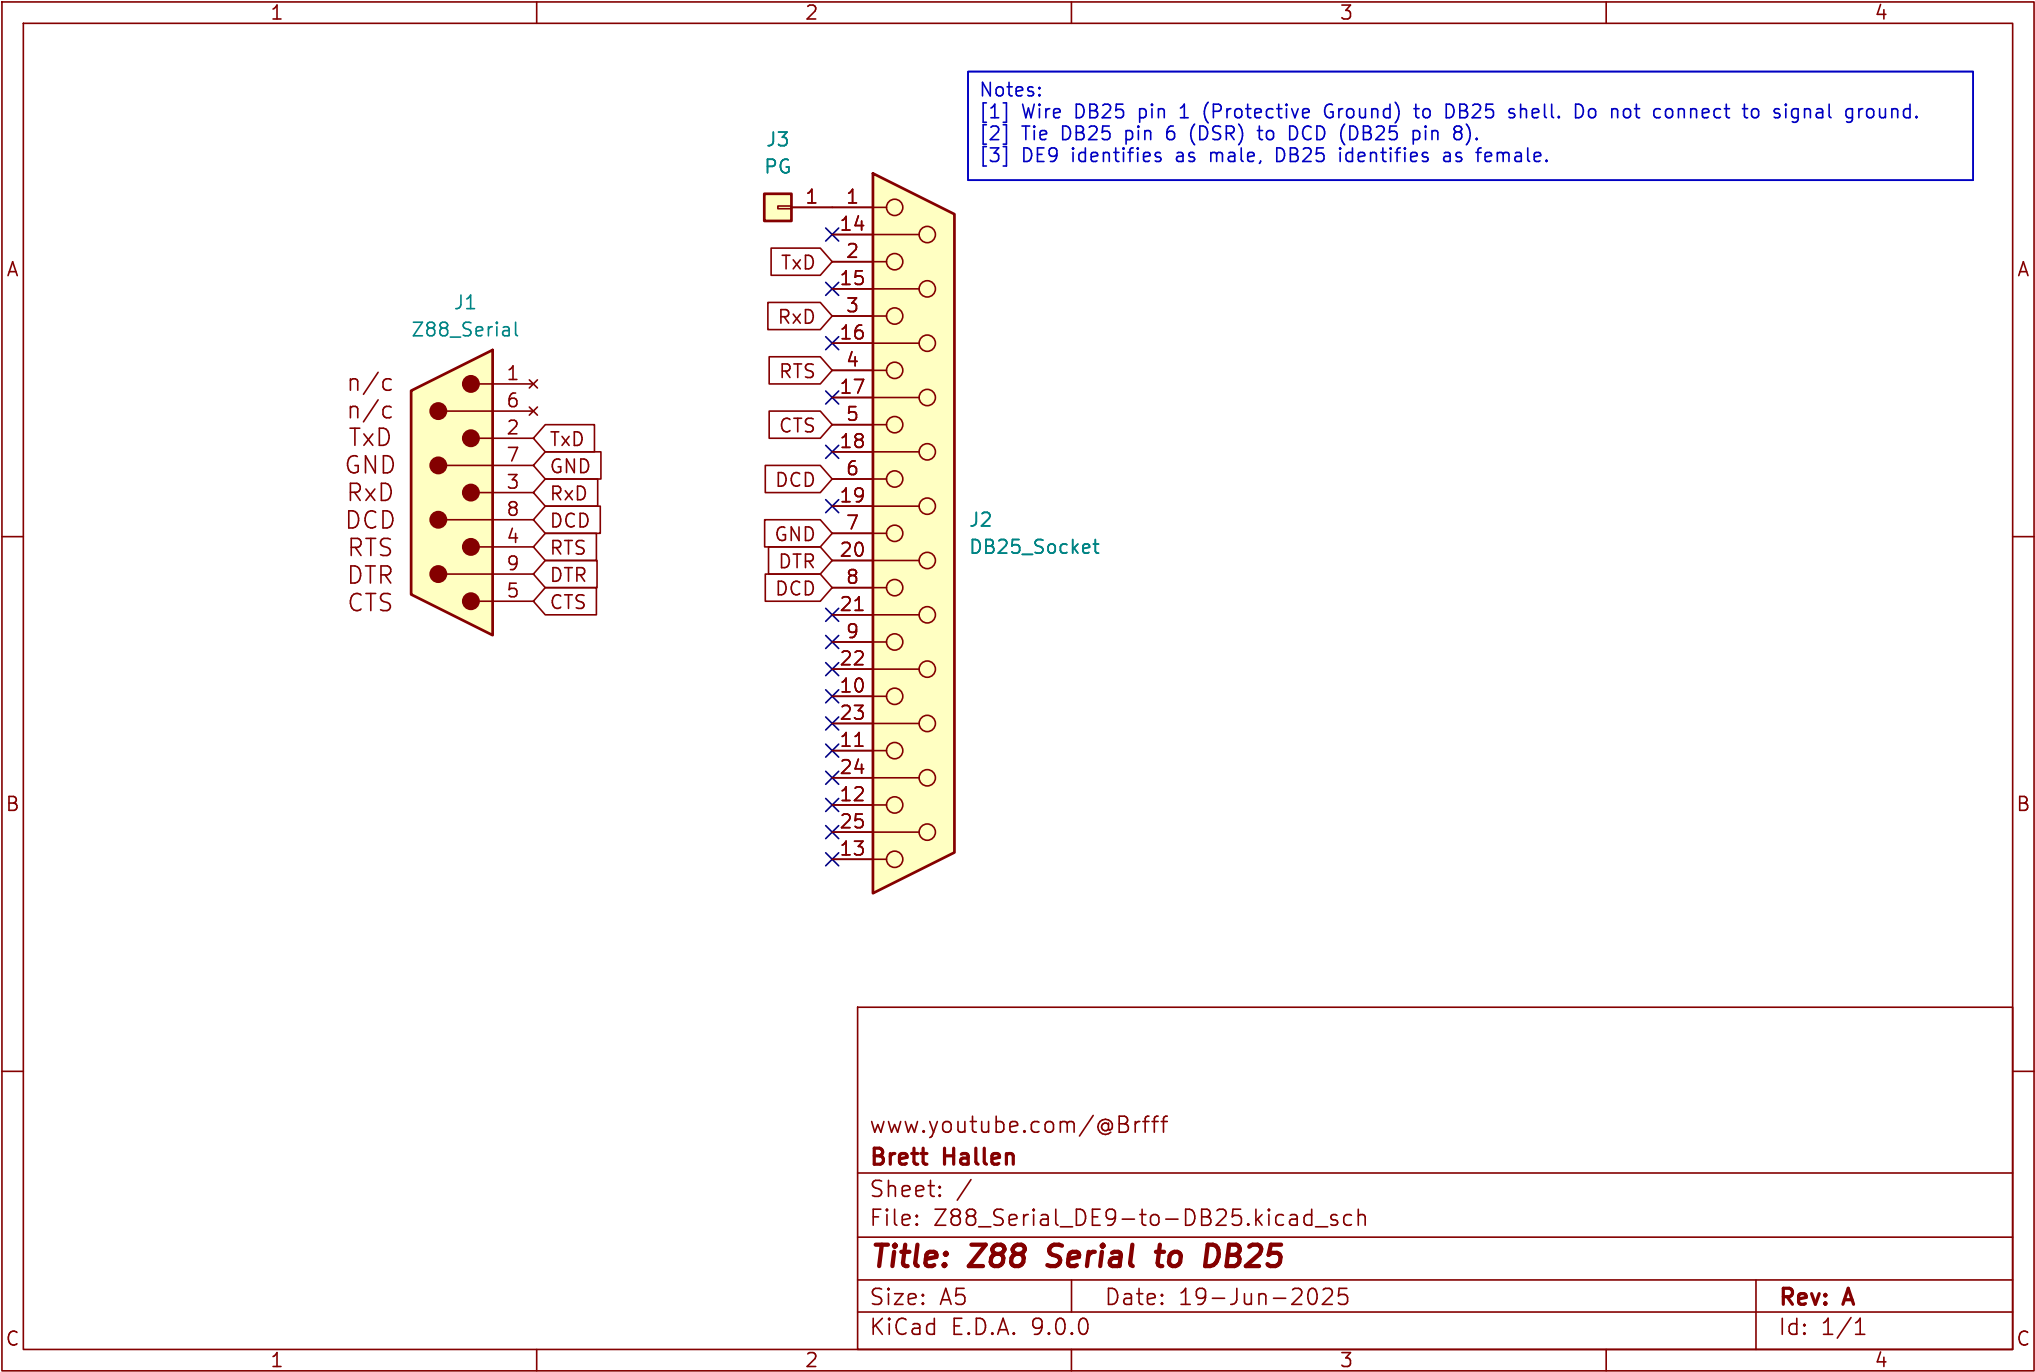 1 2 3 4
Notes:
[1] Wire DB25 pin 1 (Protective Ground) to DB25 shell. Do not connect to signal ground.
[2] Tie DB25 pin 6 (DSR) to DCD (DB25 pin 8).
[3] DE9 identifies as male, DB25 identifies as female.
J3
PG
1 1
14
TxD 2
A A
15
RxD 3
16
RTS 4
17
CTS 5
18
DCD 6
19
GND 7
DTR 20
DCD 8
21
9
22
10
23
11
24
12
25
13
J2
DB25_Socket
J1
Z88_Serial
n/c 1
n/c 6
TxD 2 TxD
GND 7 GND
RxD 3 RxD
DCD 8 DCD
RTS 4 RTS
DTR 9 DTR
CTS 5 CTS
B B
www.youtube.com/@Brfff
Brett Hallen
Sheet: /
File: Z88_Serial_DE9-to-DB25.kicad_sch
Title: Z88 Serial to DB25
Size: A5 Date: 19-Jun-2025 Rev: A
KiCad E.D.A. 9.0.0 Id: 1/1
C C
1 2 3 4